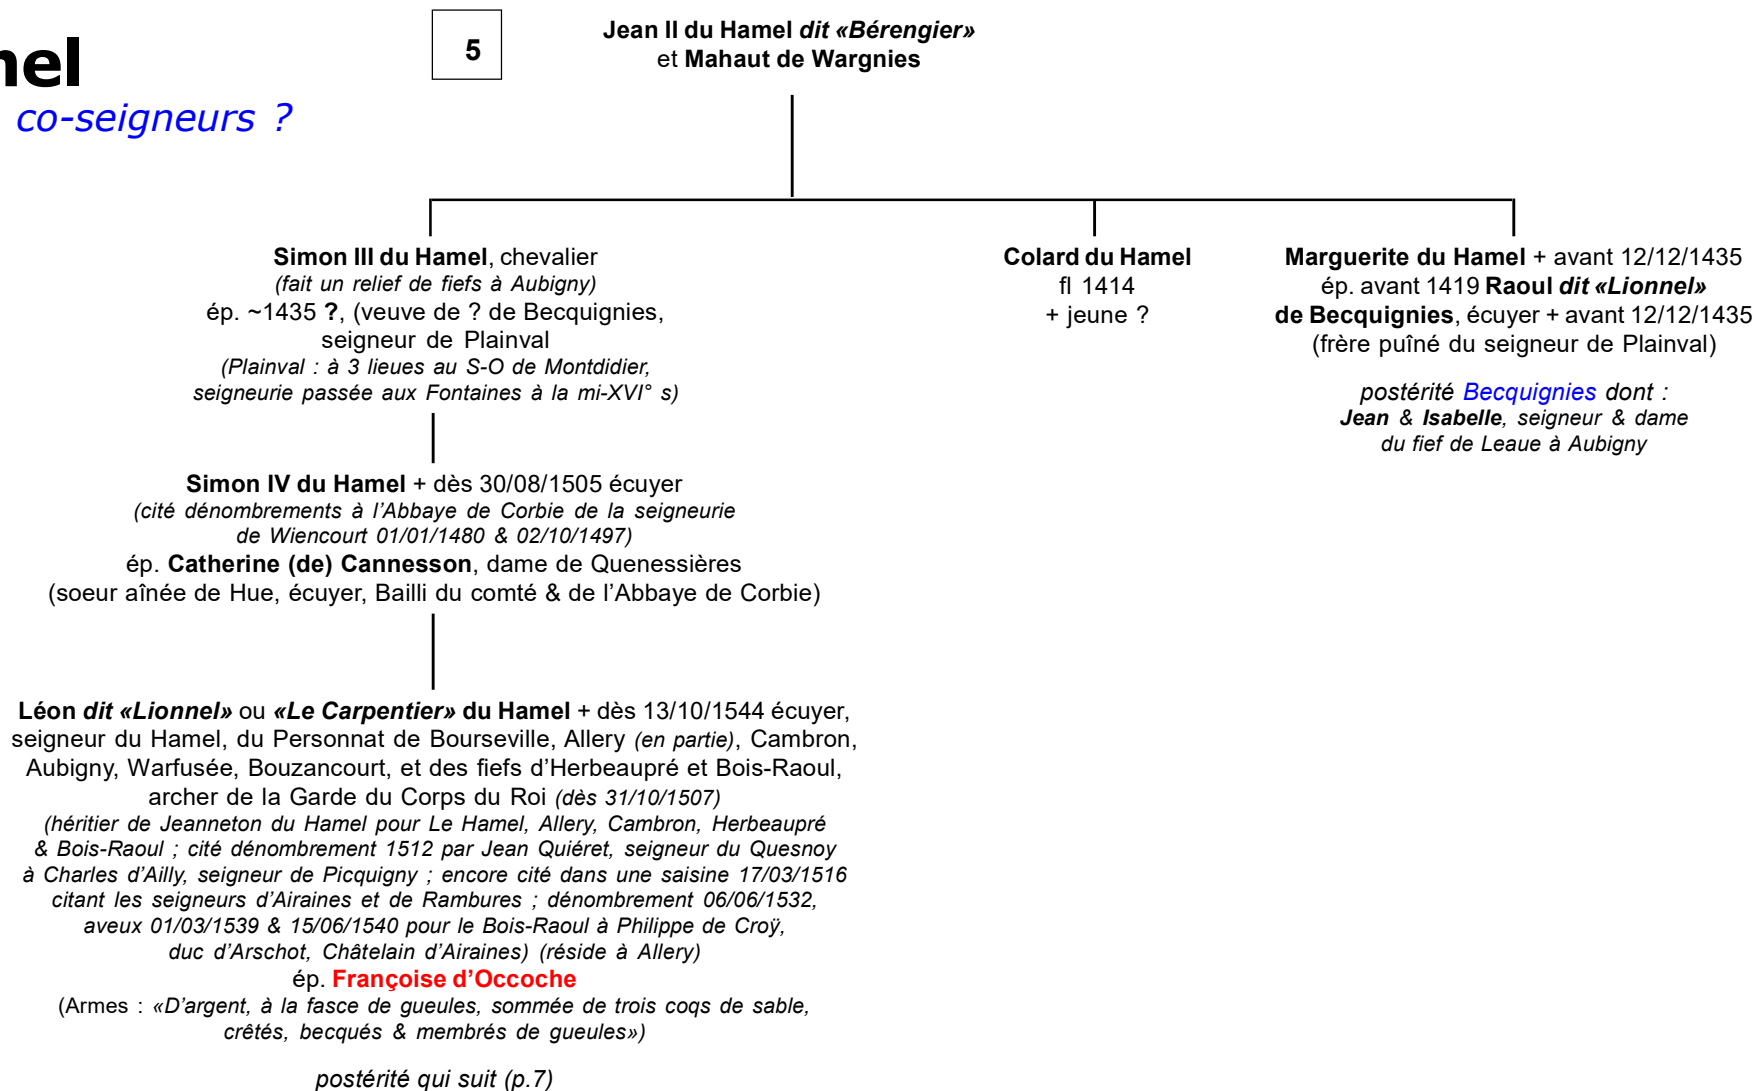 nel
co-seigneurs ?
5
Jean II du Hamel dit «Bérengier»
et Mahaut de Wargnies
Simon III du Hamel, chevalier
(fait un relief de fiefs à Aubigny)
ép. ~1435 ?, (veuve de ? de Becquignies,
seigneur de Plainval
(Plainval : à 3 lieues au S-O de Montdidier,
seigneurie passée aux Fontaines à la mi-XVI° s)
Colard du Hamel
fl 1414
+ jeune ?
Marguerite du Hamel + avant 12/12/1435
ép. avant 1419 Raoul dit «Lionnel»
de Becquignies, écuyer + avant 12/12/1435
(frère puîné du seigneur de Plainval)
postérité Becquignies dont :
Jean & Isabelle, seigneur & dame
du fief de Leaue à Aubigny
Simon IV du Hamel + dès 30/08/1505 écuyer
(cité dénombrements à l'Abbaye de Corbie de la seigneurie
de Wiencourt 01/01/1480 & 02/10/1497)
ép. Catherine (de) Cannesson, dame de Quenessières
(soeur aînée de Hue, écuyer, Bailli du comté & de l'Abbaye de Corbie)
Léon dit «Lionnel» ou «Le Carpentier» du Hamel + dès 13/10/1544 écuyer,
seigneur du Hamel, du Personnat de Bourseville, Allery (en partie), Cambron,
Aubigny, Warfusée, Bouzancourt, et des fiefs d'Herbeaupré et Bois-Raoul,
archer de la Garde du Corps du Roi (dès 31/10/1507)
(héritier de Jeanneton du Hamel pour Le Hamel, Allery, Cambron, Herbeaupré
& Bois-Raoul ; cité dénombrement 1512 par Jean Quiéret, seigneur du Quesnoy
à Charles d'Ailly, seigneur de Picquigny ; encore cité dans une saisine 17/03/1516
citant les seigneurs d'Airaines et de Rambures ; dénombrement 06/06/1532,
aveux 01/03/1539 & 15/06/1540 pour le Bois-Raoul à Philippe de Croÿ,
duc d'Arschot, Châtelain d'Airaines) (réside à Allery)
ép. Françoise d'Occoche
(Armes : «D'argent, à la fasce de gueules, sommée de trois coqs de sable,
crêtés, becqués & membrés de gueules»)
postérité qui suit (p.7)